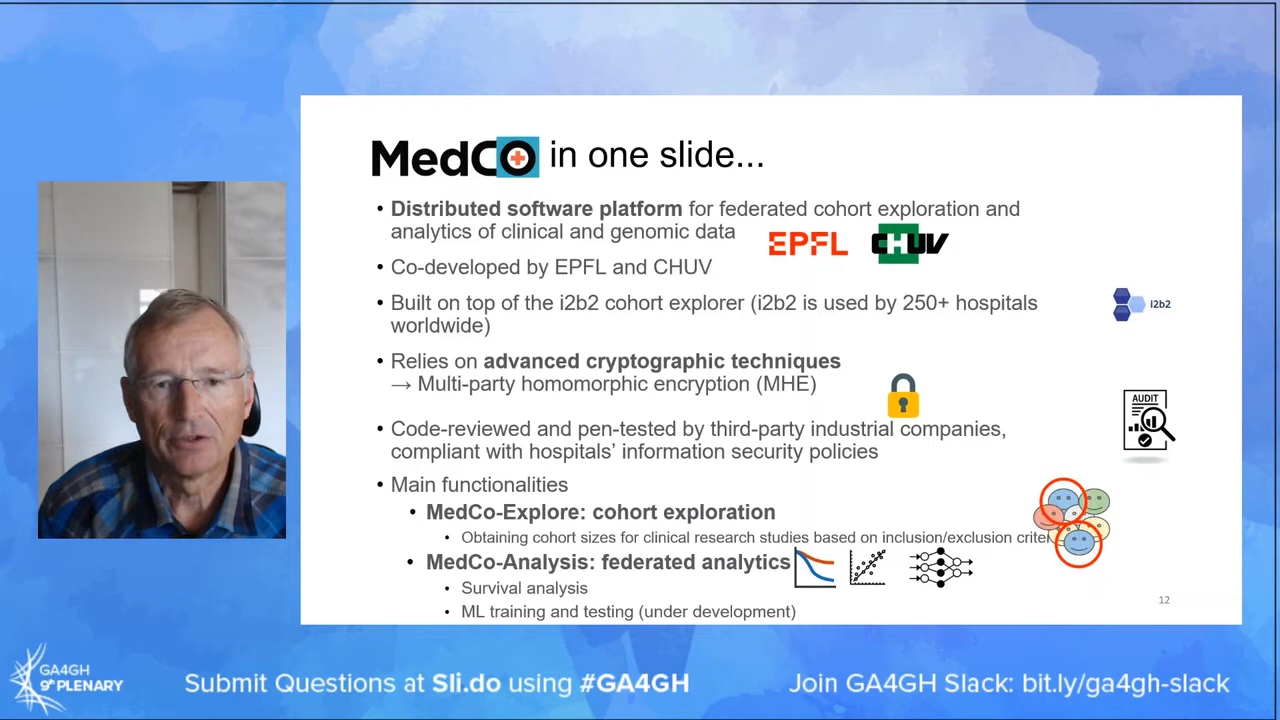 MedCO in one slide...
• Distributed software platform for federated cohort exploration and
analytics of clinical and genomic data
EPFL CHUV
• Co-developed by EPFL and CHUV
• Built on top of the i2b2 cohort explorer (i2b2 is used by 250+ hospitals
worldwide)
i2b2
• Relies on advanced cryptographic techniques
→ Multi-party homomorphic encryption (MHE)
AUDIT
• Code-reviewed and pen-tested by third-party industrial companies,
compliant with hospitals’ information security policies
• Main functionalities
• MedCo-Explore: cohort exploration
• Obtaining cohort sizes for clinical research studies based on inclusion/exclusion
• MedCo-Analysis: federated analytics
• Survival analysis
• ML training and testing (under development)
12
GA4GH
9th PLENARY
Submit Questions at Sli.do using #GA4GH
Join GA4GH Slack: bit.ly/ga4gh-slack